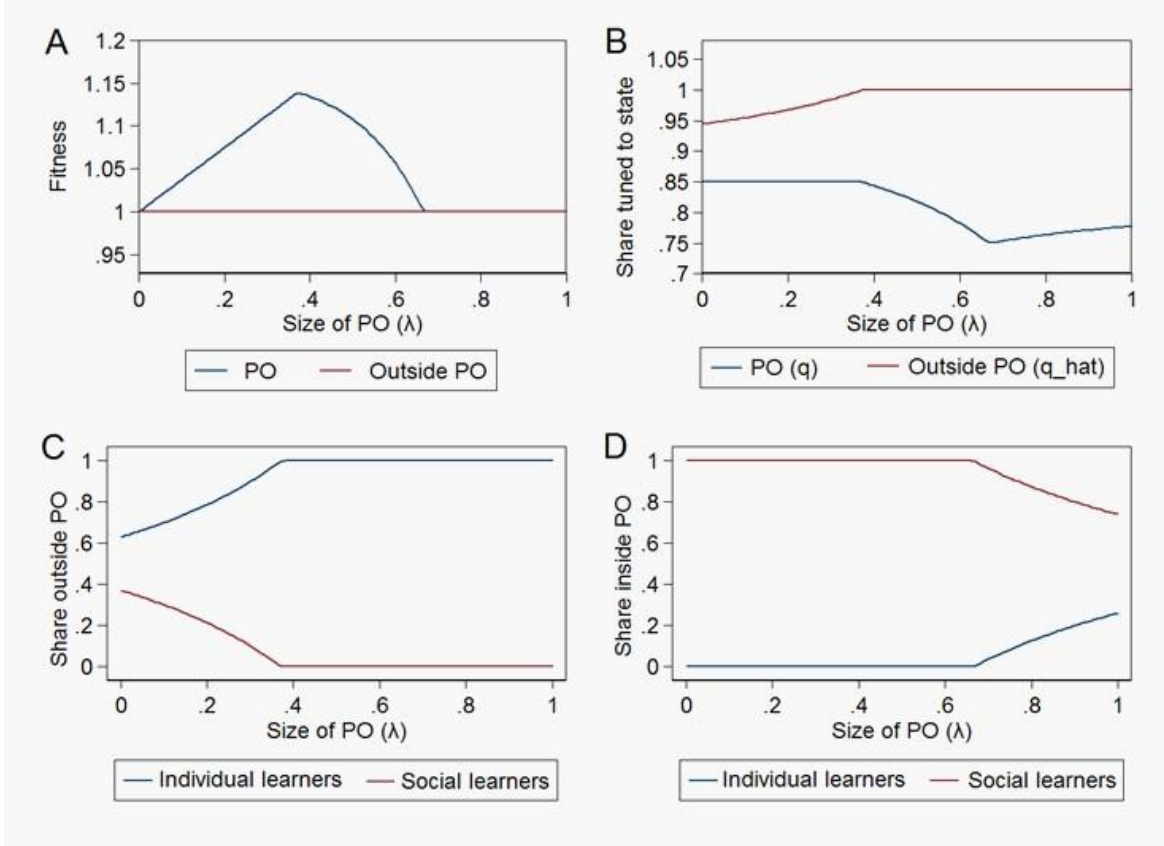 A
Fitness
1.2
1.15
1.1
1.05
1
.95
0 .2 .4 .6 .8 1
Size of PO (λ)
PO Outside PO
B
Share tuned to state
1.05
1
.95
.9
.85
.8
.75
.7
0 .2 .4 .6 .8 1
Size of PO (λ)
PO (q) Outside PO (q_hat)
C
Share outside PO
1
.8
.6
.4
.2
0
0 .2 .4 .6 .8 1
Size of PO (λ)
Individual learners Social learners
D
Share inside PO
1
.8
.6
.4
.2
0
0 .2 .4 .6 .8 1
Size of PO (λ)
Individual learners Social learners